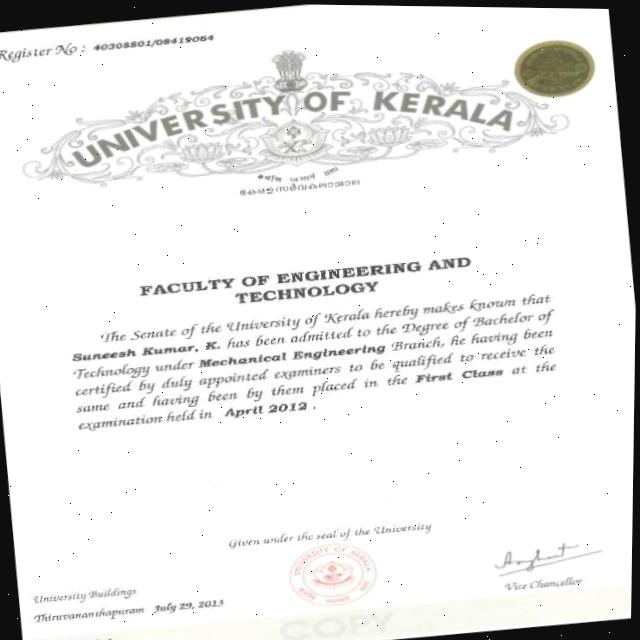 Register No : 40308801/08419064
UNIVERSITY OF KERALA
കേരളസർവകലാശാല
FACULTY OF ENGINEERING AND
TECHNOLOGY
The Senate of the University of Kerala hereby makes known that
Suneesh Kumar, K. has been admitted to the Degree of Bachelor of
Technology under Mechanical Engineering Branch, he having been
certified by duly appointed examiners to be qualified to receive the
same and having been by them placed in the First Class at the
examination held in April 2012 .
Given under the seal of the University
UNIVERSITY OF KERALA
University Buildings
Thiruvananthapuram July 29, 2013
Vice Chancellor
COPY